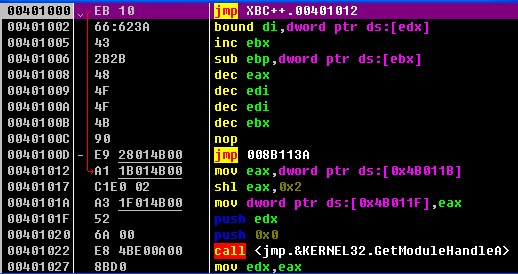 00401000 EB 10 jmp XBC++.00401012
00401002 66:623A bound di,dword ptr ds:[edx]
00401005 43 inc ebx
00401006 2B2B sub ebp,dword ptr ds:[ebx]
00401008 48 dec eax
00401009 4F dec edi
0040100A 4F dec edi
0040100B 4B dec ebx
0040100C 90 nop
0040100D - E9 28014B00 jmp 008B113A
00401012 A1 1B014B00 mov eax,dword ptr ds:[0x4B011B]
00401017 C1E0 02 shl eax,0x2
0040101A A3 1F014B00 mov dword ptr ds:[0x4B011F],eax
0040101F 52 push edx
00401020 6A 00 push 0x0
00401022 E8 4BE00A00 call <jmp.&KERNEL32.GetModuleHandleA>
00401027 8BD0 mov edx,eax